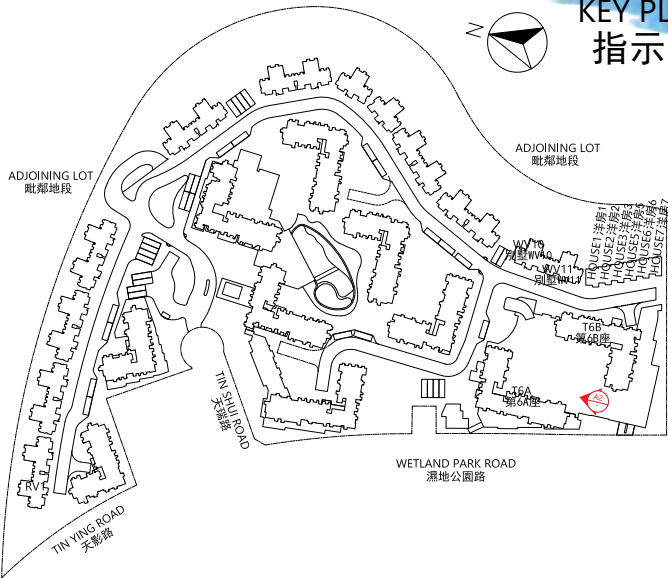 KEY PL
指示
N
ADJOINING LOT
毗鄰地段
ADJOINING LOT
毗鄰地段
HOUSE1 洋房1
HOUSE2 洋房2
HOUSE3 洋房3
HOUSE5 洋房5
HOUSE6 洋房6
HOUSE7 洋房7
WV10
別墅WV10
WV11
別墅WV11
T6B
第6B座
T6A
第6A座
A2
TIN SHUI ROAD
天瑞路
WETLAND PARK ROAD
濕地公園路
RV1
TIN YING ROAD
天影路